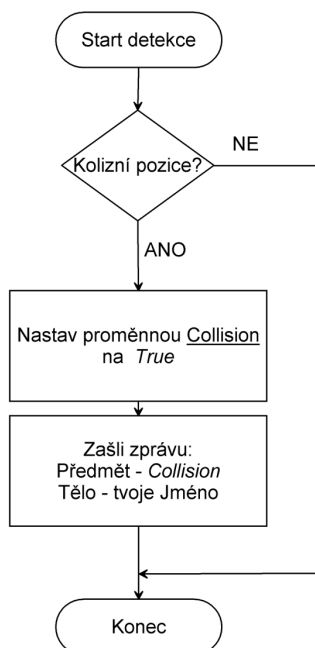 Start detekce
Kolizní pozice?
NE
ANO
Nastav proměnnou Collision
na True
Zašli zprávu:
Předmět - Collision
Tělo - tvoje Jméno
Konec